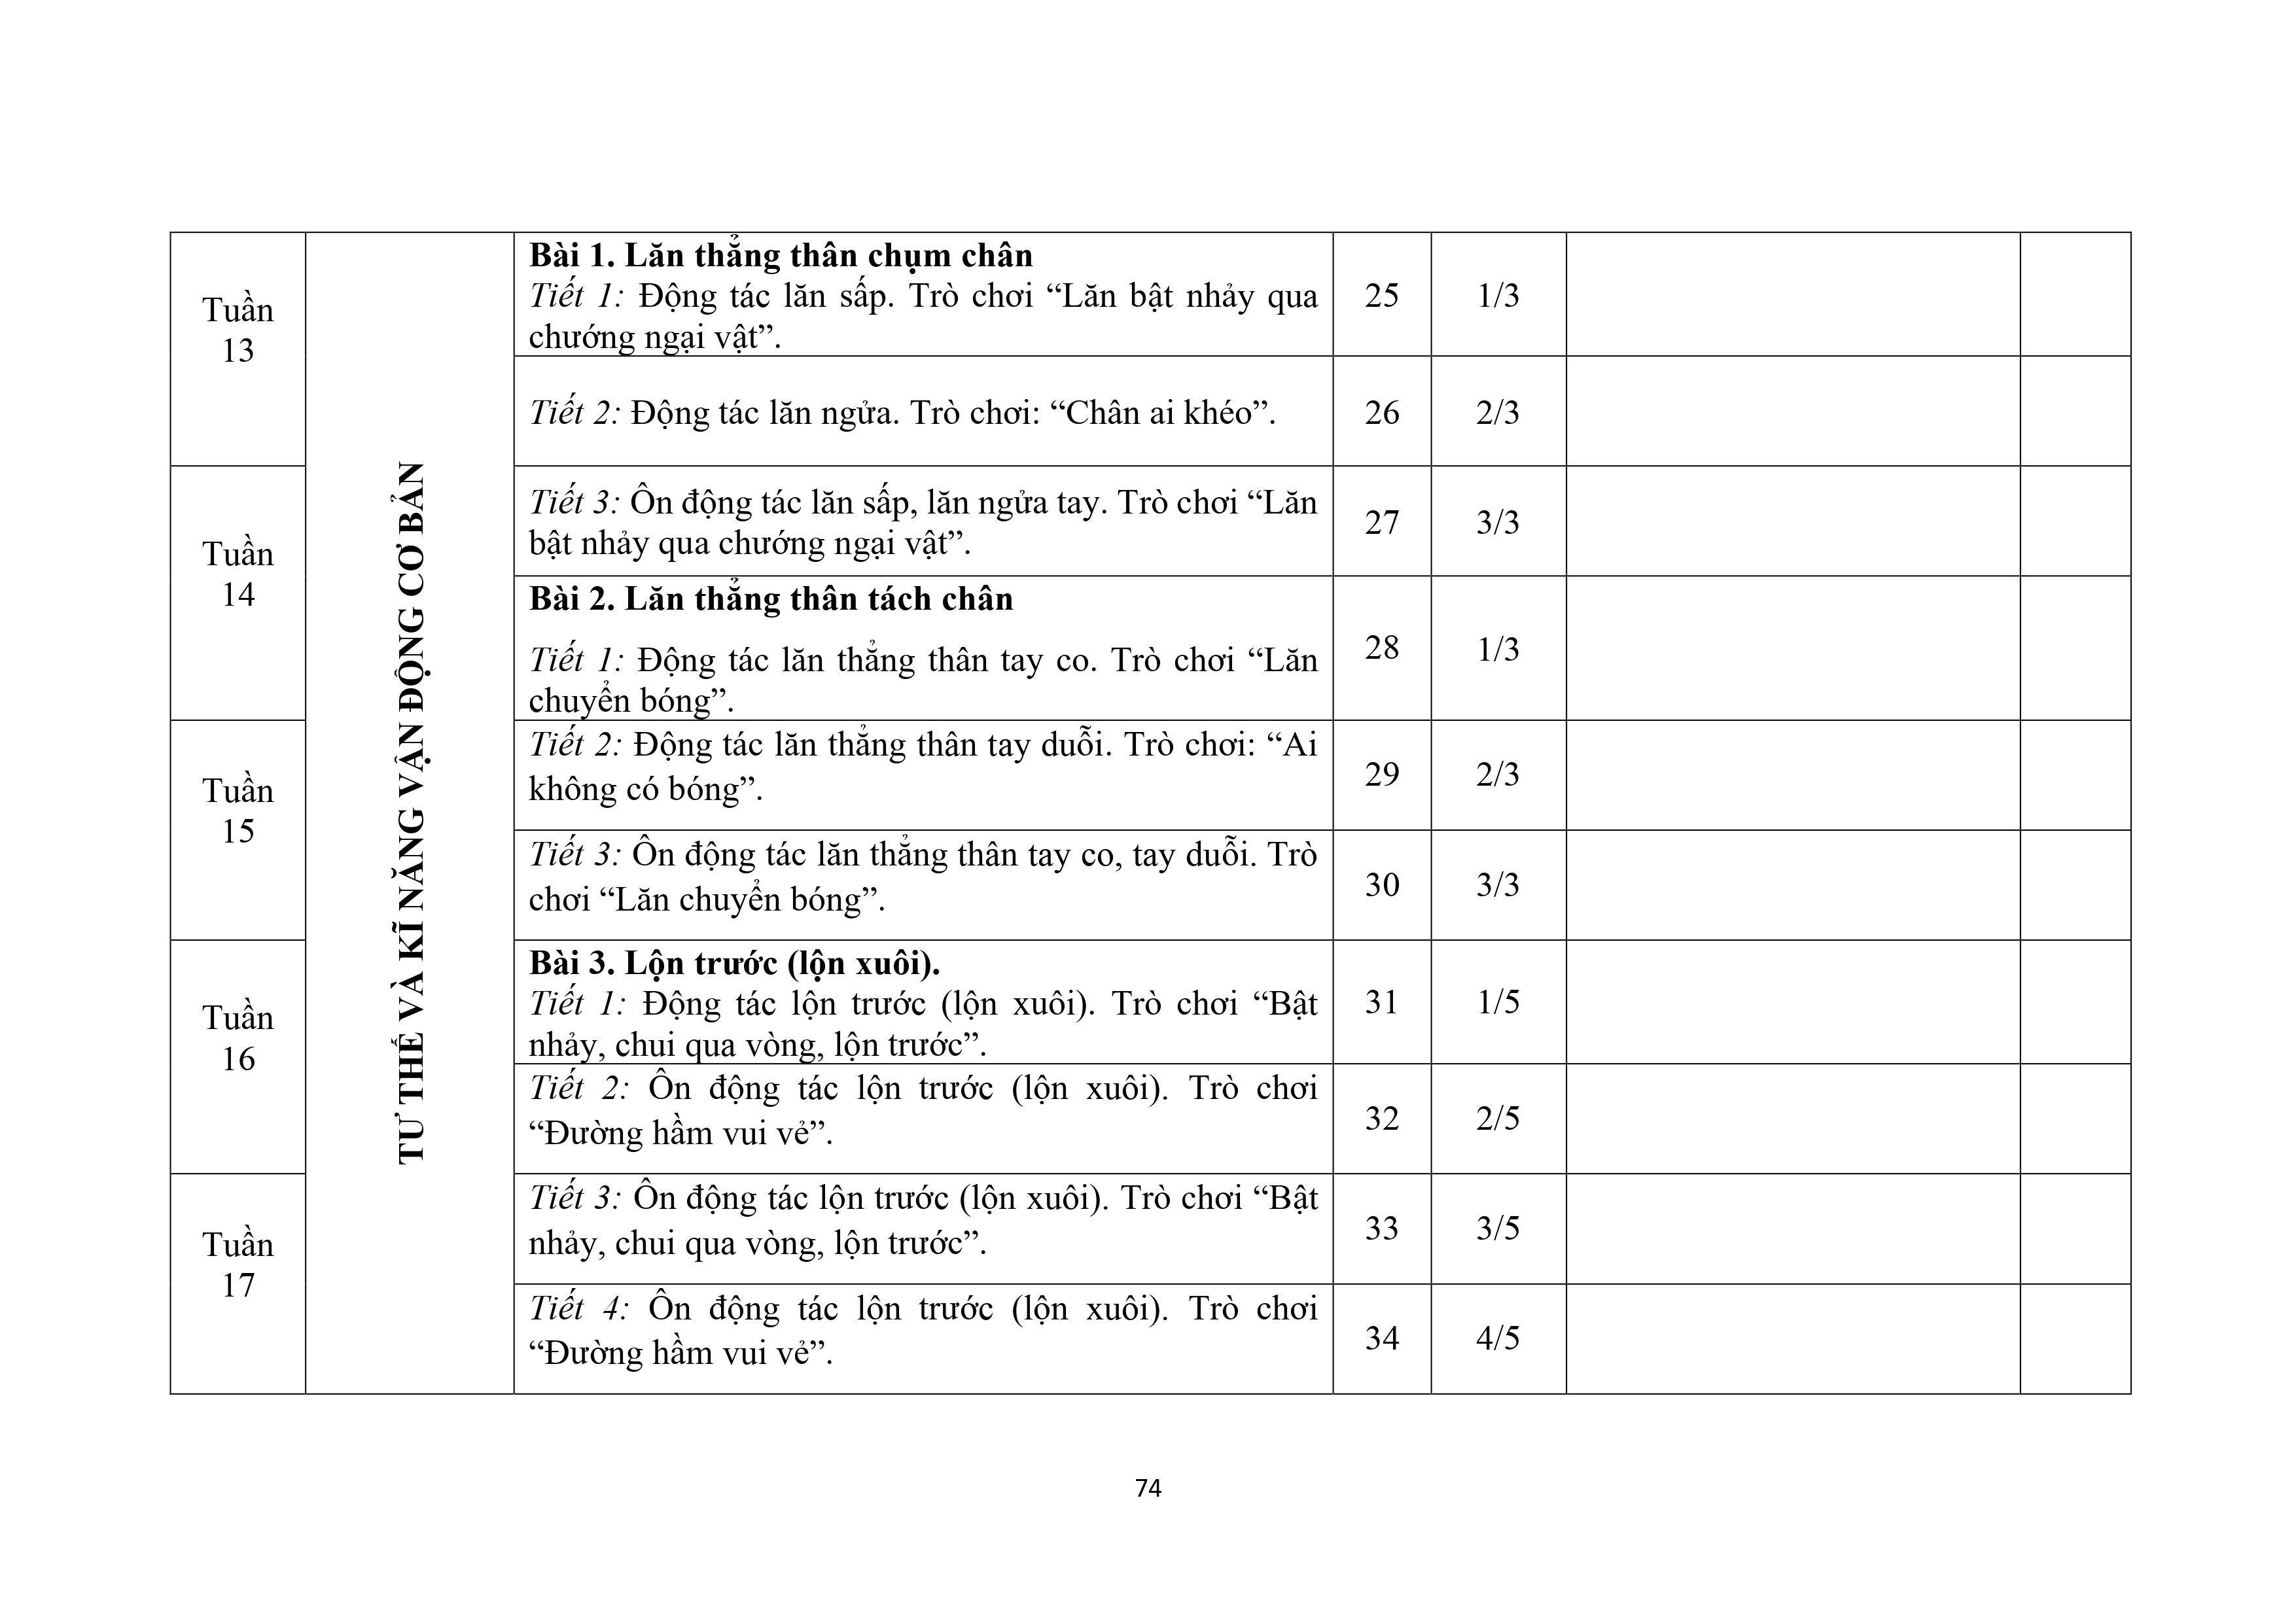 Tuần
13
TƯ THẾ VÀ KĨ NĂNG VẬN ĐỘNG CƠ BẢN
Bài 1. Lăn thẳng thân chụm chân
Tiết 1: Động tác lăn sấp. Trò chơi “Lăn bật nhảy qua
chướng ngại vật”.
25
1/3
Tiết 2: Động tác lăn ngửa. Trò chơi: “Chân ai khéo”.
26
2/3
Tuần
14
Tiết 3: Ôn động tác lăn sấp, lăn ngửa tay. Trò chơi “Lăn
bật nhảy qua chướng ngại vật”.
27
3/3
Bài 2. Lăn thẳng thân tách chân
Tiết 1: Động tác lăn thẳng thân tay co. Trò chơi “Lăn
chuyển bóng”.
28
1/3
Tuần
15
Tiết 2: Động tác lăn thẳng thân tay duỗi. Trò chơi: “Ai
không có bóng”.
29
2/3
Tiết 3: Ôn động tác lăn thẳng thân tay co, tay duỗi. Trò
chơi “Lăn chuyển bóng”.
30
3/3
Tuần
16
Bài 3. Lộn trước (lộn xuôi).
Tiết 1: Động tác lộn trước (lộn xuôi). Trò chơi “Bật
nhảy, chui qua vòng, lộn trước”.
31
1/5
Tiết 2: Ôn động tác lộn trước (lộn xuôi). Trò chơi
“Đường hầm vui vẻ”.
32
2/5
Tuần
17
Tiết 3: Ôn động tác lộn trước (lộn xuôi). Trò chơi “Bật
nhảy, chui qua vòng, lộn trước”.
33
3/5
Tiết 4: Ôn động tác lộn trước (lộn xuôi). Trò chơi
“Đường hầm vui vẻ”.
34
4/5
74